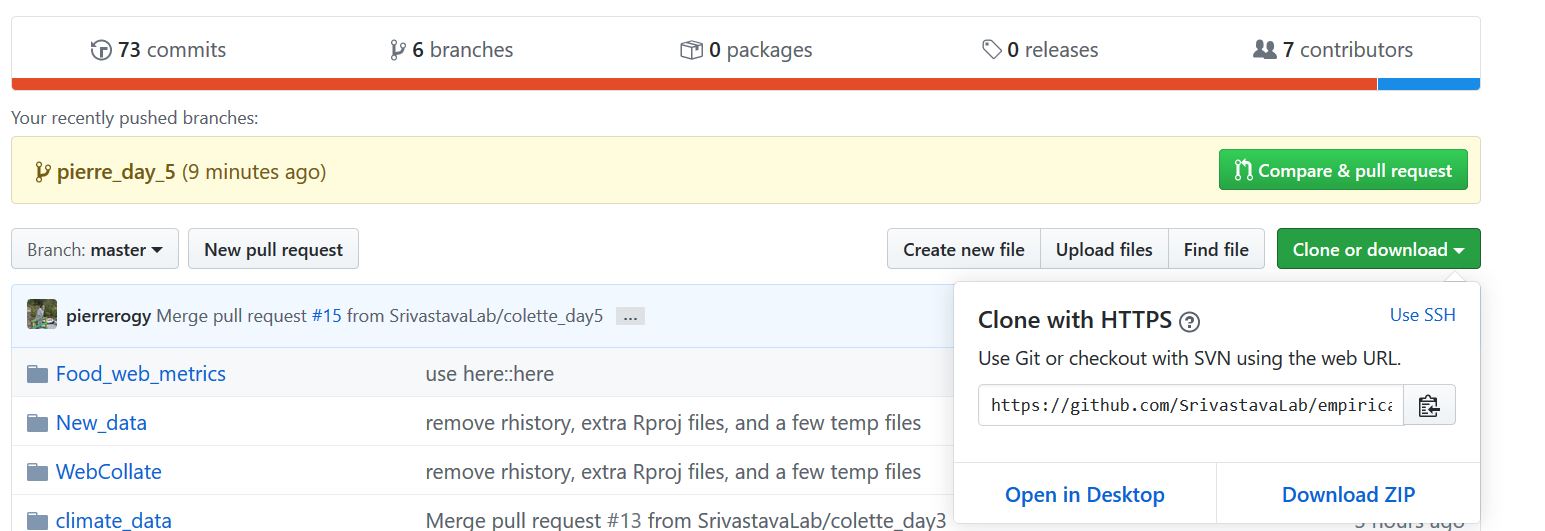 73 commits 6 branches 0 packages 0 releases 7 contributors
Your recently pushed branches:
pierre_day_5 (9 minutes ago) Compare & pull request
Branch: master New pull request Create new file Upload files Find file Clone or download
pierrerogy Merge pull request #15 from SrivastavaLab/colette_day5 ...
Clone with HTTPS Use SSH
Use Git or checkout with SVN using the web URL.
https://github.com/SrivastavaLab/empirica
Open in Desktop Download ZIP
Food_web_metrics use here::here
New_data remove rhistory, extra Rproj files, and a few temp files
WebCollate remove rhistory, extra Rproj files, and a few temp files
climate_data Merge pull request #13 from SrivastavaLab/colette_day3 hours ago